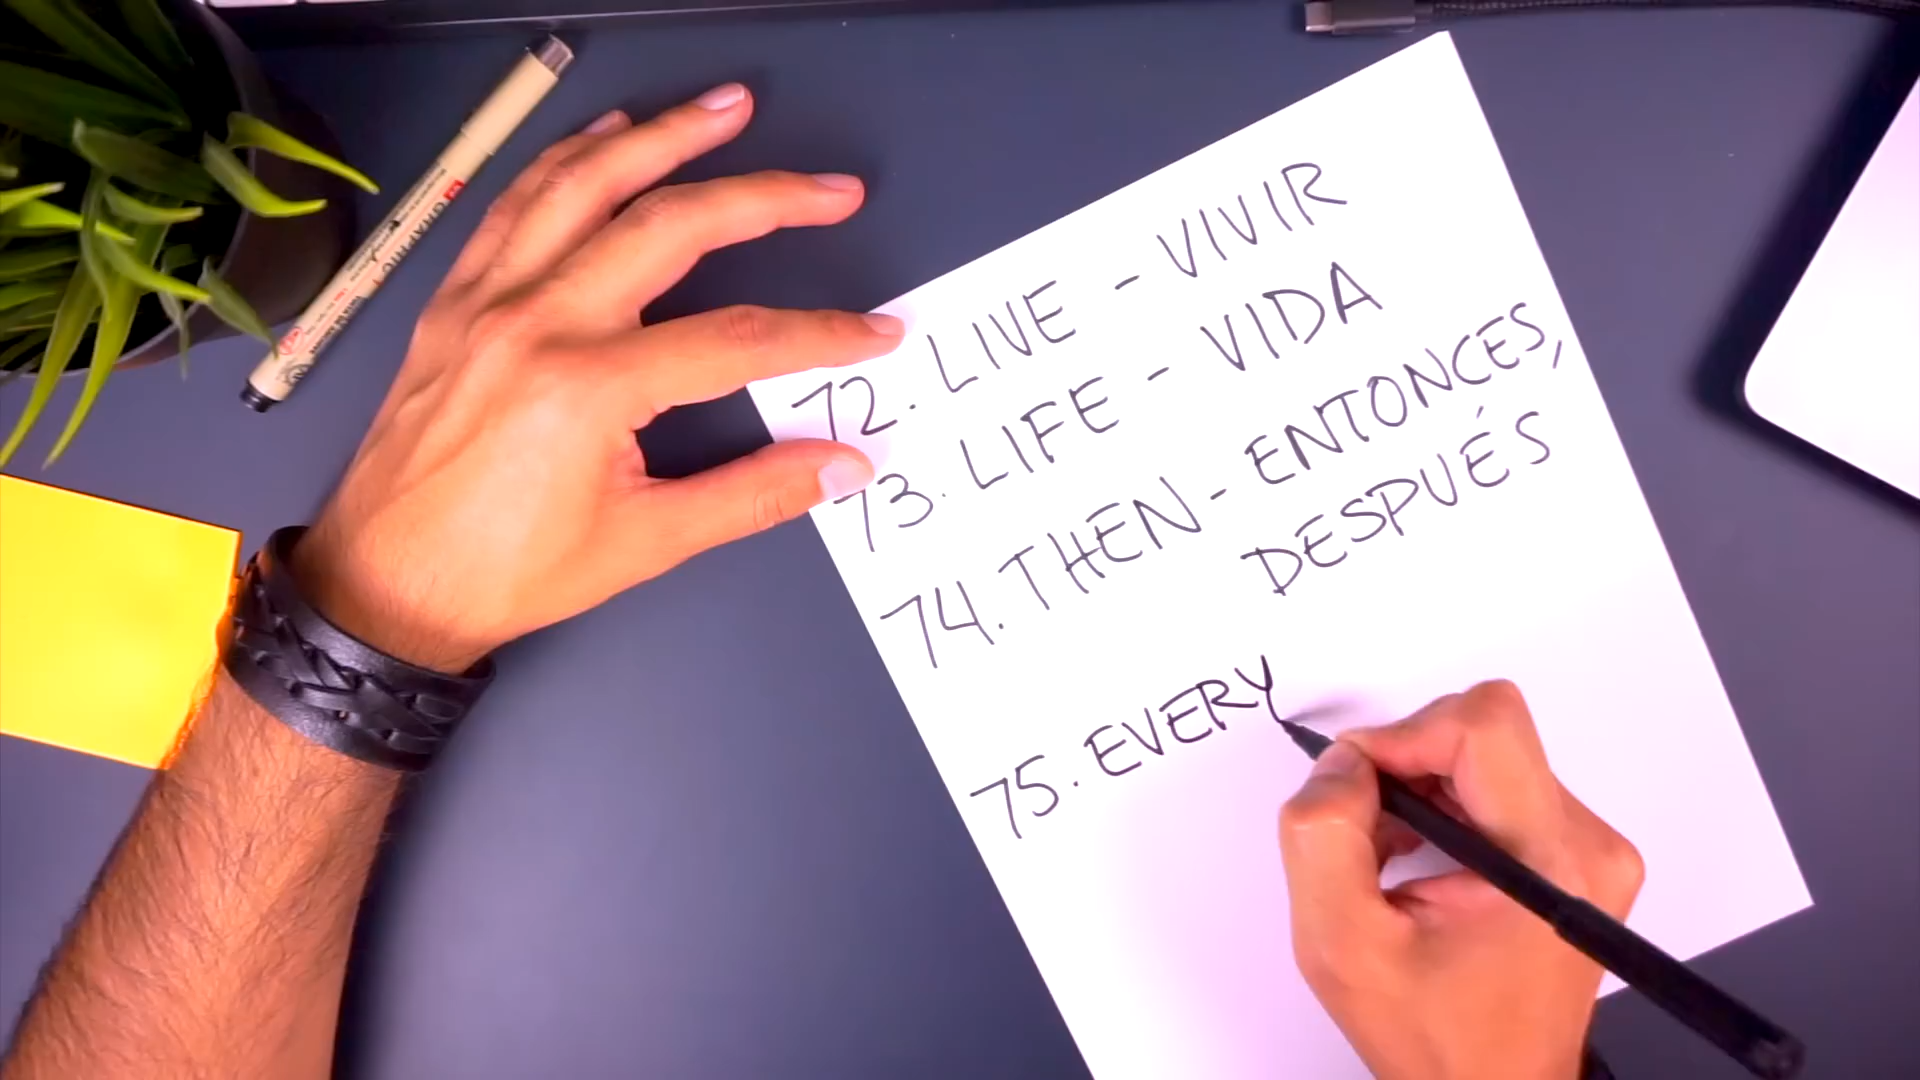 72. LIVE - VIVIR
73. LIFE - VIDA
74. THEN - ENTONCES,
DESPUÉS
75. EVERY